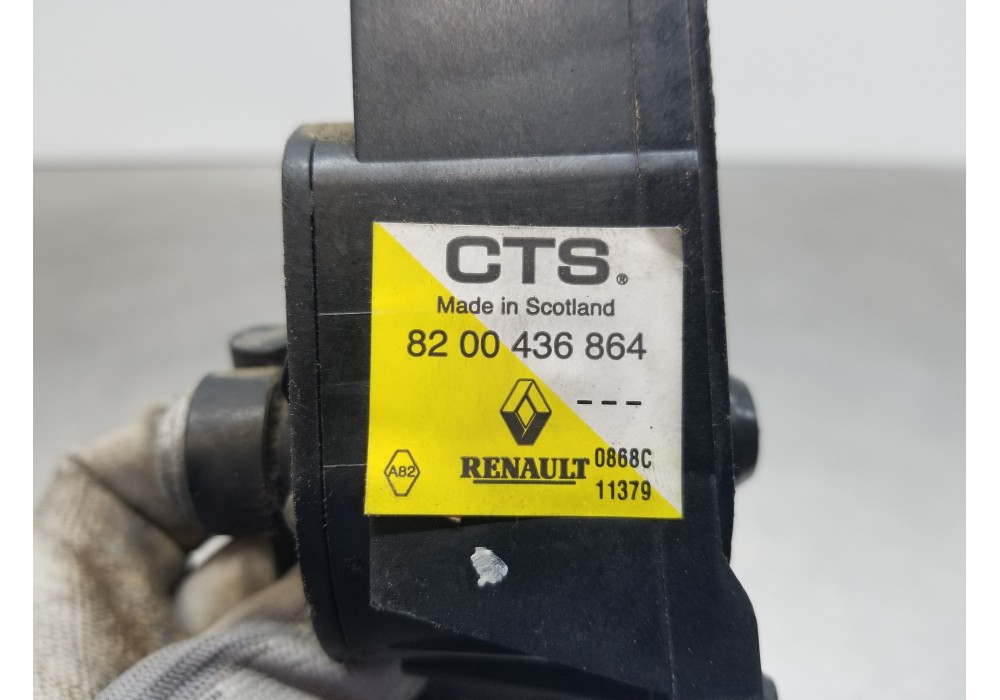 CTS®
Made in Scotland
82 00 436 864
---
A82
RENAULT
0868C
11379